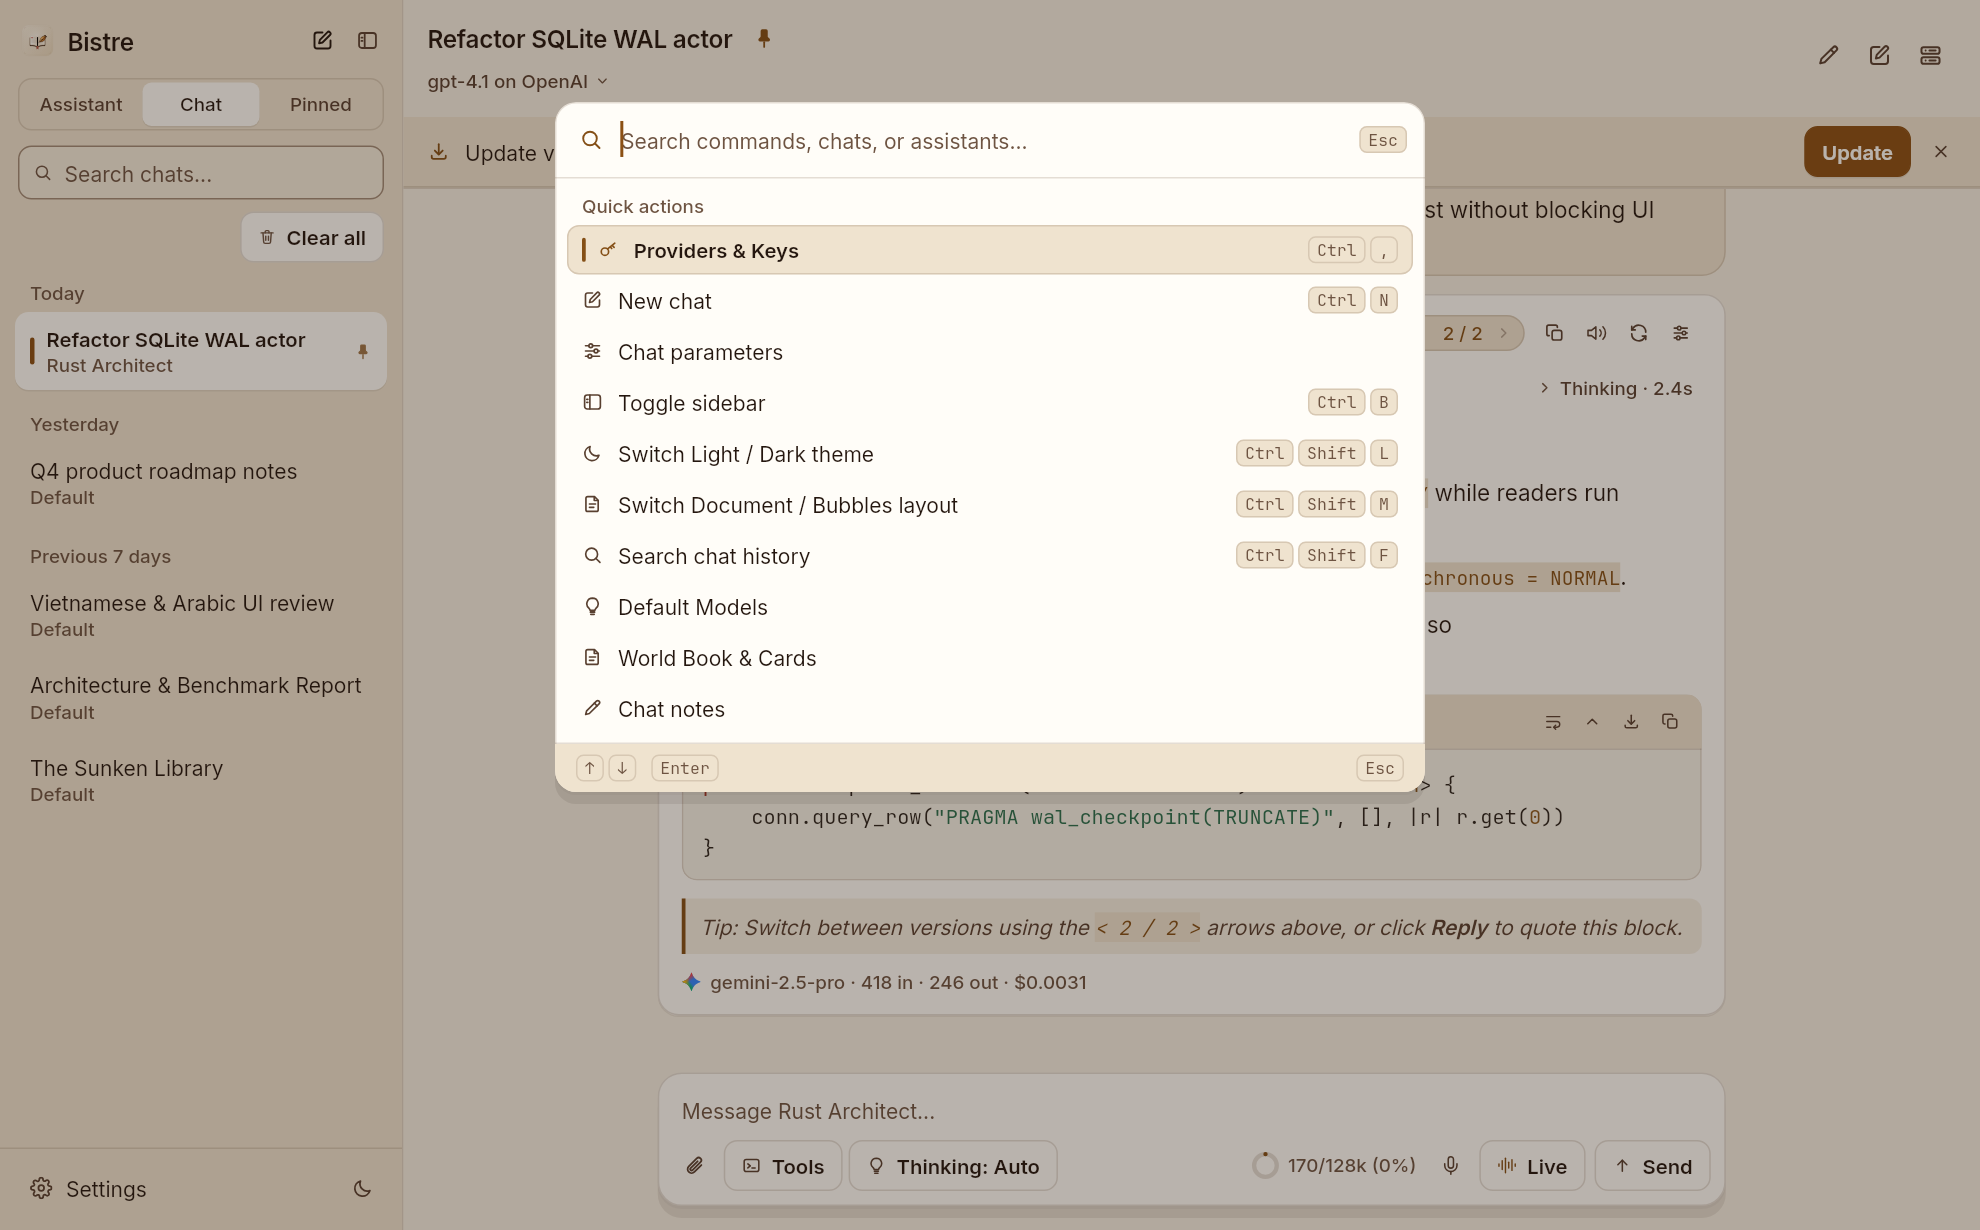 Bistre
Assistant
Chat
Pinned
Search chats...
Clear all
Today
Refactor SQLite WAL actor
Rust Architect
Yesterday
Q4 product roadmap notes
Default
Previous 7 days
Vietnamese & Arabic UI review
Default
Architecture & Benchmark Report
Default
The Sunken Library
Default
Settings
Refactor SQLite WAL actor
gpt-4.1 on OpenAI
Update
Update
st without blocking UI
2 / 2
Thinking · 2.4s
while readers run
chronous = NORMAL.
so
Search commands, chats, or assistants...
Esc
Quick actions
Providers & Keys
Ctrl ,
New chat
Ctrl N
Chat parameters
Toggle sidebar
Ctrl B
Switch Light / Dark theme
Ctrl Shift L
Switch Document / Bubbles layout
Ctrl Shift M
Search chat history
Ctrl Shift F
Default Models
World Book & Cards
Chat notes
↑ ↓ Enter
Esc
> {
conn.query_row("PRAGMA wal_checkpoint(TRUNCATE)", [], |r| r.get(0))
}
Tip: Switch between versions using the < 2 / 2 > arrows above, or click Reply to quote this block.
gemini-2.5-pro · 418 in · 246 out · $0.0031
Message Rust Architect...
Tools
Thinking: Auto
170/128k (0%)
Live
Send